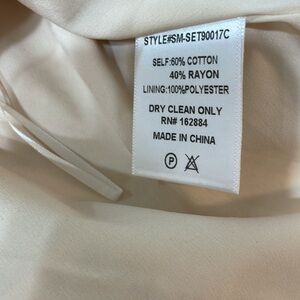 STYLE#SM-SET90017C
SELF:60% COTTON
40% RAYON
LINING:100%POLYESTER
DRY CLEAN ONLY
RN# 162884
MADE IN CHINA
P